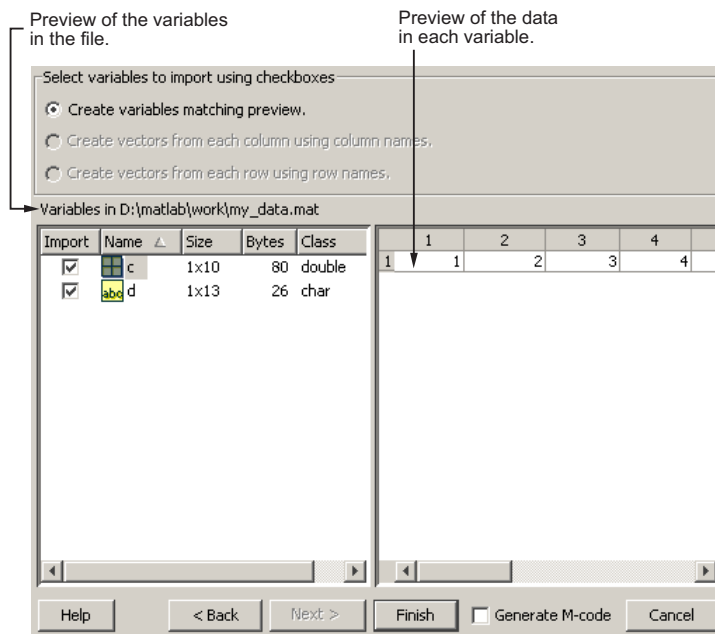 Preview of the variables
in the file.
Preview of the data
in each variable.
Select variables to import using checkboxes
Create variables matching preview.
Create vectors from each column using column names.
Create vectors from each row using row names.
Variables in D:\matlab\work\my_data.mat
Import Name Size Bytes Class
c 1x10 80 double
abc d 1x13 26 char
1 2 3 4
1 1 2 3 4
Help < Back Next > Finish Generate M-code Cancel